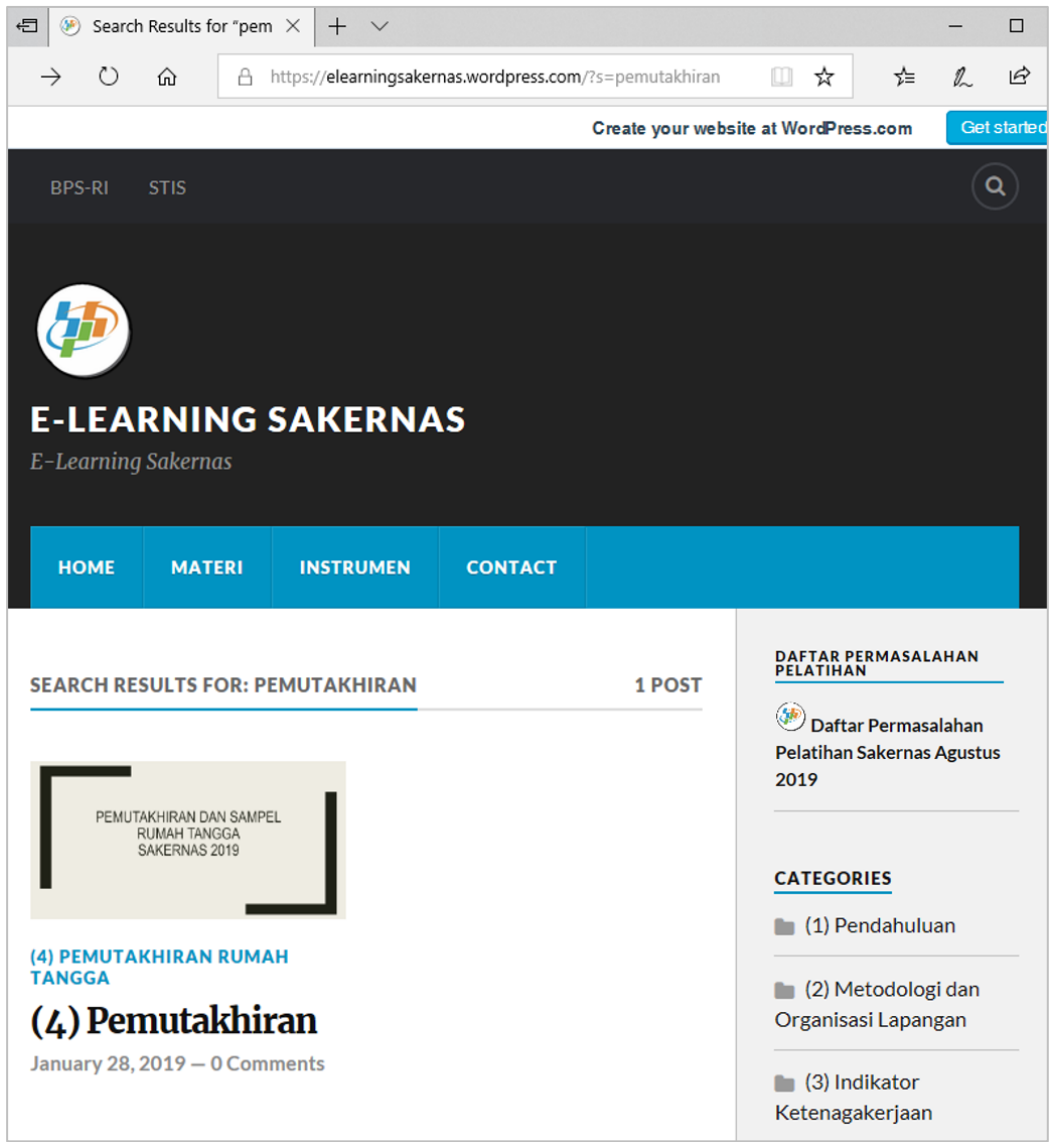 Search Results for “pem
https://elearningsakernas.wordpress.com/?s=pemutakhiran
Create your website at WordPress.com
Get started
BPS-RI
STIS
E-LEARNING SAKERNAS
E-Learning Sakernas
HOME
MATERI
INSTRUMEN
CONTACT
SEARCH RESULTS FOR: PEMUTAKHIRAN
1 POST
PEMUTAKHIRAN DAN SAMPEL
RUMAH TANGGA
SAKERNAS 2019
(4) PEMUTAKHIRAN RUMAH
TANGGA
(4) Pemutakhiran
January 28, 2019 — 0 Comments
DAFTAR PERMASALAHAN
PELATIHAN
Daftar Permasalahan
Pelatihan Sakernas Agustus
2019
CATEGORIES
(1) Pendahuluan
(2) Metodologi dan
Organisasi Lapangan
(3) Indikator
Ketenagakerjaan